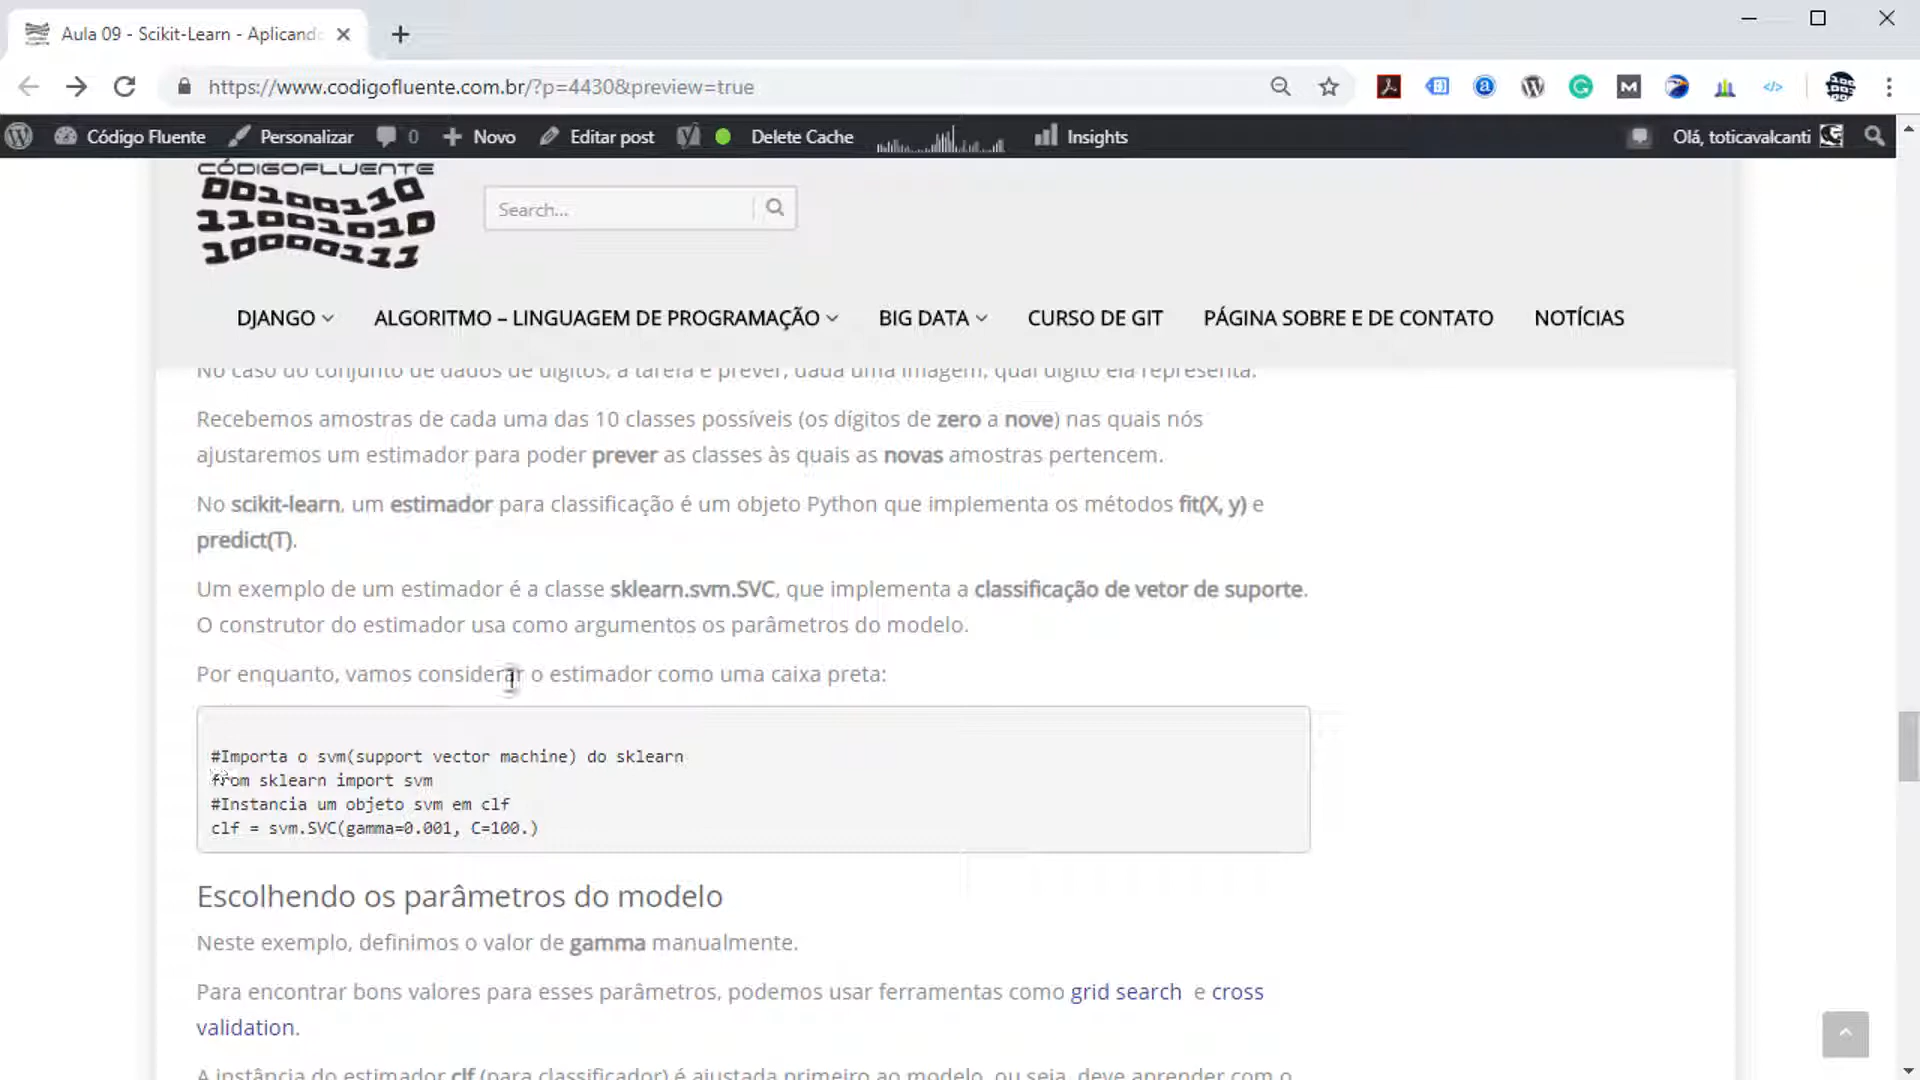 Aula 09 - Scikit-Learn - Aplicand
https://www.codigofluente.com.br/?p=4430&preview=true
Código Fluente Personalizar 0 Novo Editar post Delete Cache Insights Olá, toticavalcanti
CÓDIGOFLUENTE
00100110
11001010
10000111
Search...
DJANGO ALGORITMO – LINGUAGEM DE PROGRAMAÇÃO BIG DATA CURSO DE GIT PÁGINA SOBRE E DE CONTATO NOTÍCIAS
No caso do conjunto de dados de dígitos, a tarefa é prever, dada uma imagem, qual dígito ela representa.
Recebemos amostras de cada uma das 10 classes possíveis (os dígitos de zero a nove) nas quais nós
ajustaremos um estimador para poder prever as classes às quais as novas amostras pertencem.
No scikit-learn, um estimador para classificação é um objeto Python que implementa os métodos fit(X, y) e
predict(T).
Um exemplo de um estimador é a classe sklearn.svm.SVC, que implementa a classificação de vetor de suporte.
O construtor do estimador usa como argumentos os parâmetros do modelo.
Por enquanto, vamos considerar o estimador como uma caixa preta:
#Importa o svm(support vector machine) do sklearn
from sklearn import svm
#Instancia um objeto svm em clf
clf = svm.SVC(gamma=0.001, C=100.)
Escolhendo os parâmetros do modelo
Neste exemplo, definimos o valor de gamma manualmente.
Para encontrar bons valores para esses parâmetros, podemos usar ferramentas como grid search e cross
validation.
A instância do estimador clf (para classificador) é ajustada primeiro ao modelo, ou seja, deve aprender com o